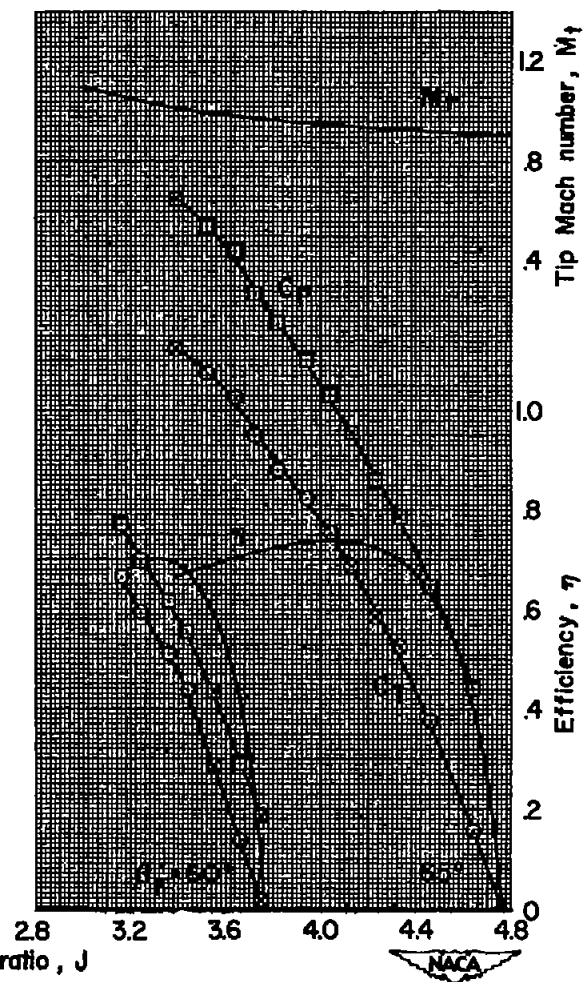 Tip Mach number, Mt
1.2
.8
.4
Mt
CP
1.0
.8
η
.6
CT
.4
.2
.0
Efficiency, η
65°
2.8 3.2 3.6 4.0 4.4 4.8
ratio, J
NACA